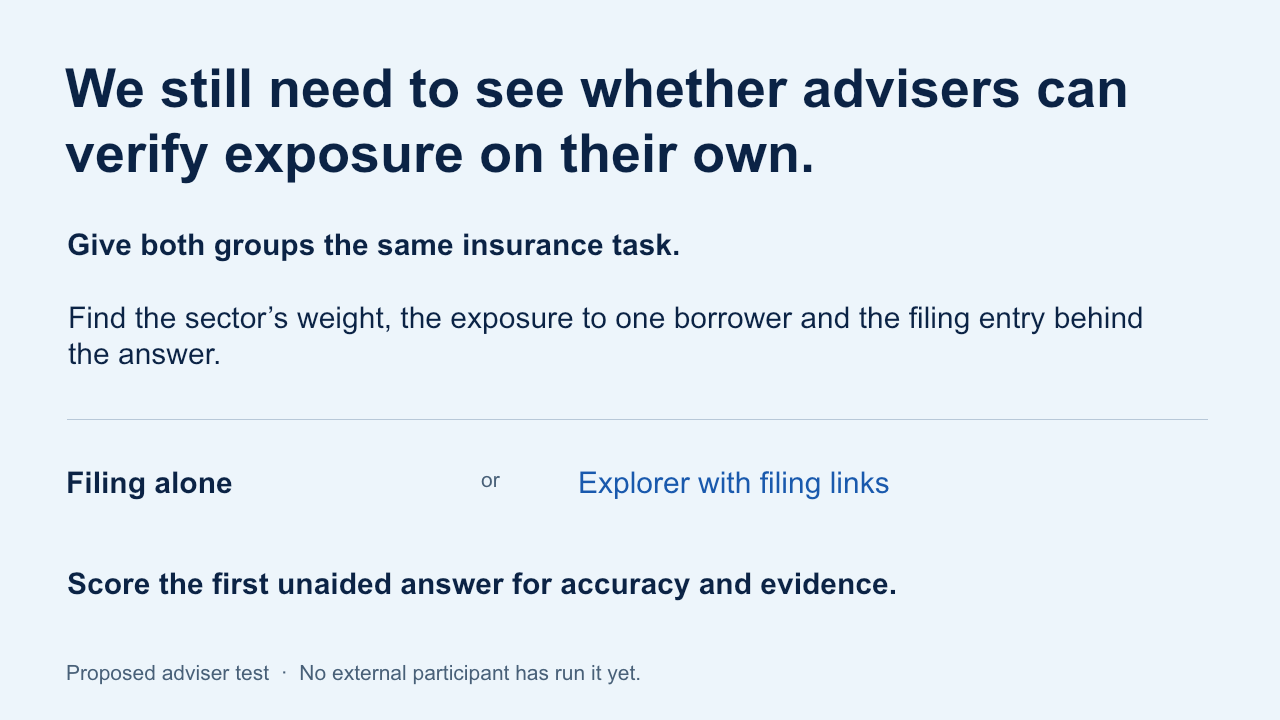 We still need to see whether advisers can
verify exposure on their own.
Give both groups the same insurance task.
Find the sector’s weight, the exposure to one borrower and the filing entry behind
the answer.
Filing alone or Explorer with filing links
Score the first unaided answer for accuracy and evidence.
Proposed adviser test · No external participant has run it yet.